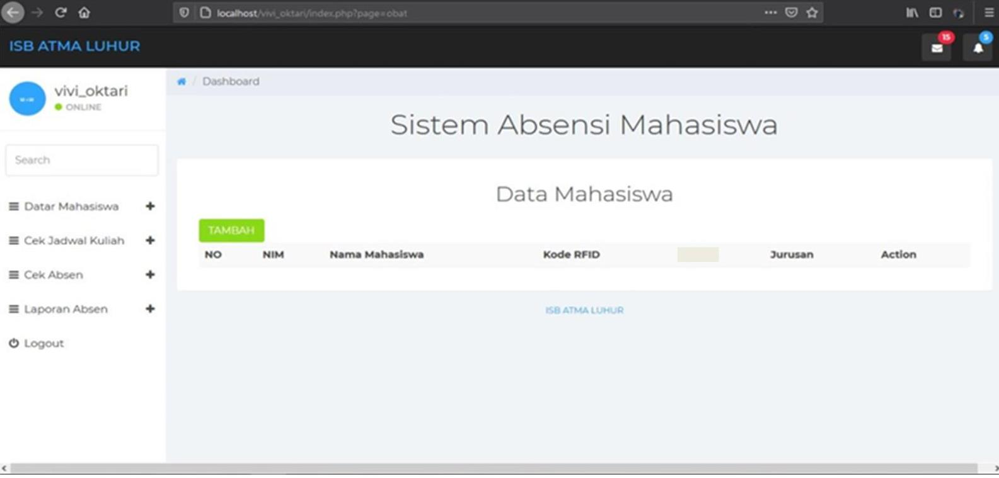 localhost/vivi_oktari/index.php?page=obat
ISB ATMA LUHUR
15
5
vivi_oktari
ONLINE
Dashboard
Sistem Absensi Mahasiswa
Search
Data Mahasiswa
Datar Mahasiswa
TAMBAH
Cek Jadwal Kuliah
NO NIM Nama Mahasiswa Kode RFID Jurusan Action
Cek Absen
Laporan Absen
ISB ATMA LUHUR
Logout